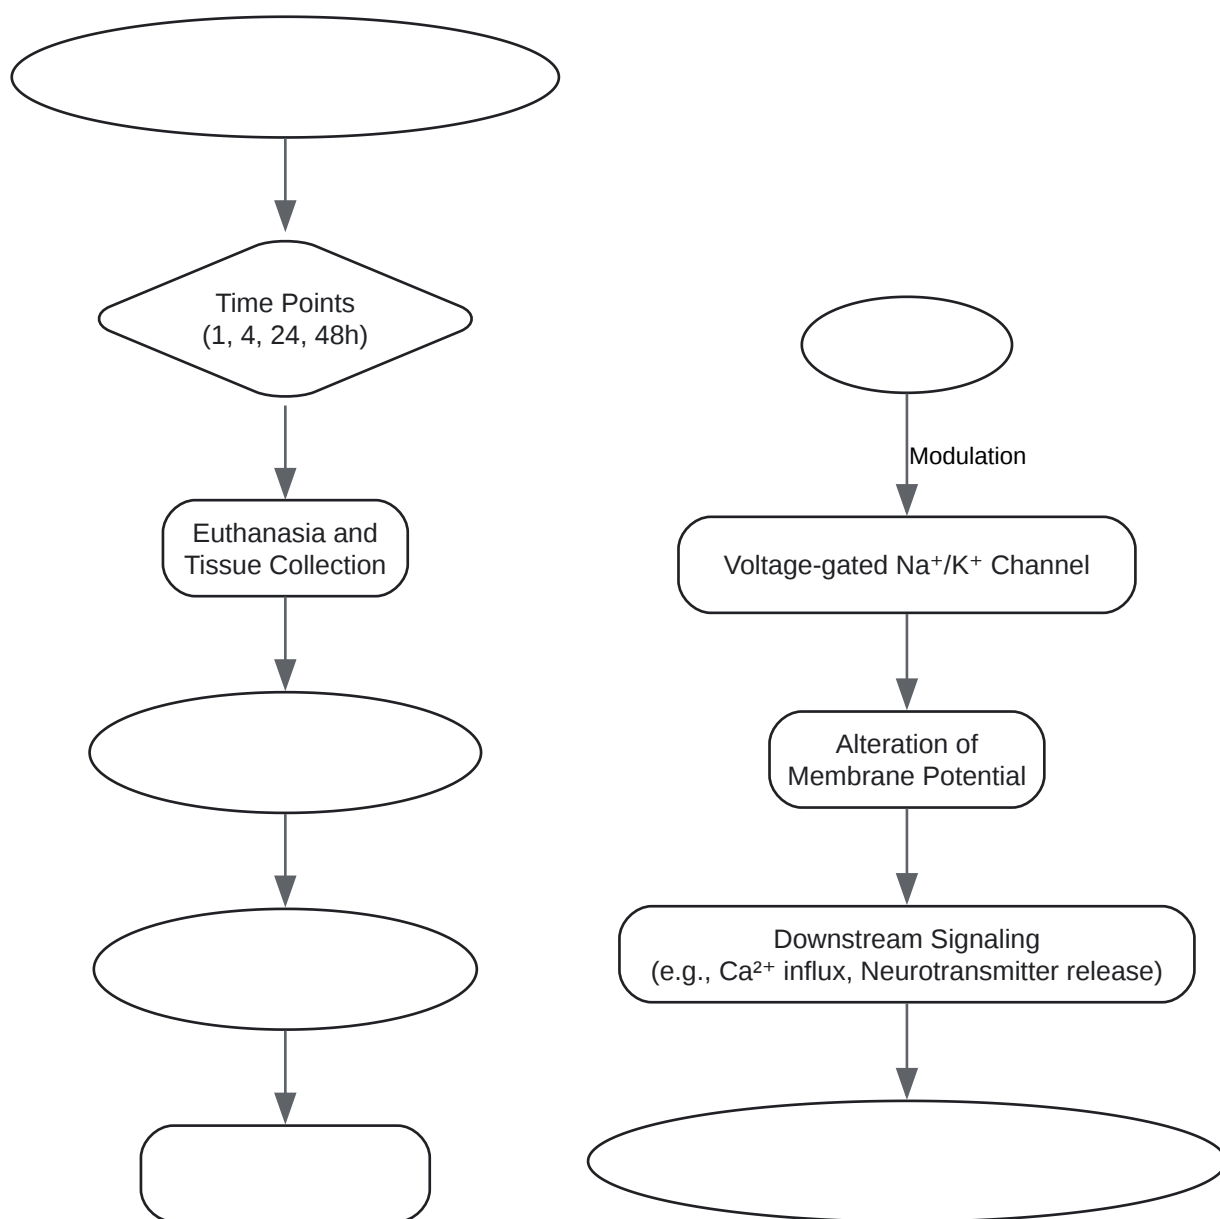 Time Points
(1, 4, 24, 48h)
Euthanasia and
Tissue Collection
Modulation
Voltage-gated Na⁺/K⁺ Channel
Alteration of
Membrane Potential
Downstream Signaling
(e.g., Ca²⁺ influx, Neurotransmitter release)